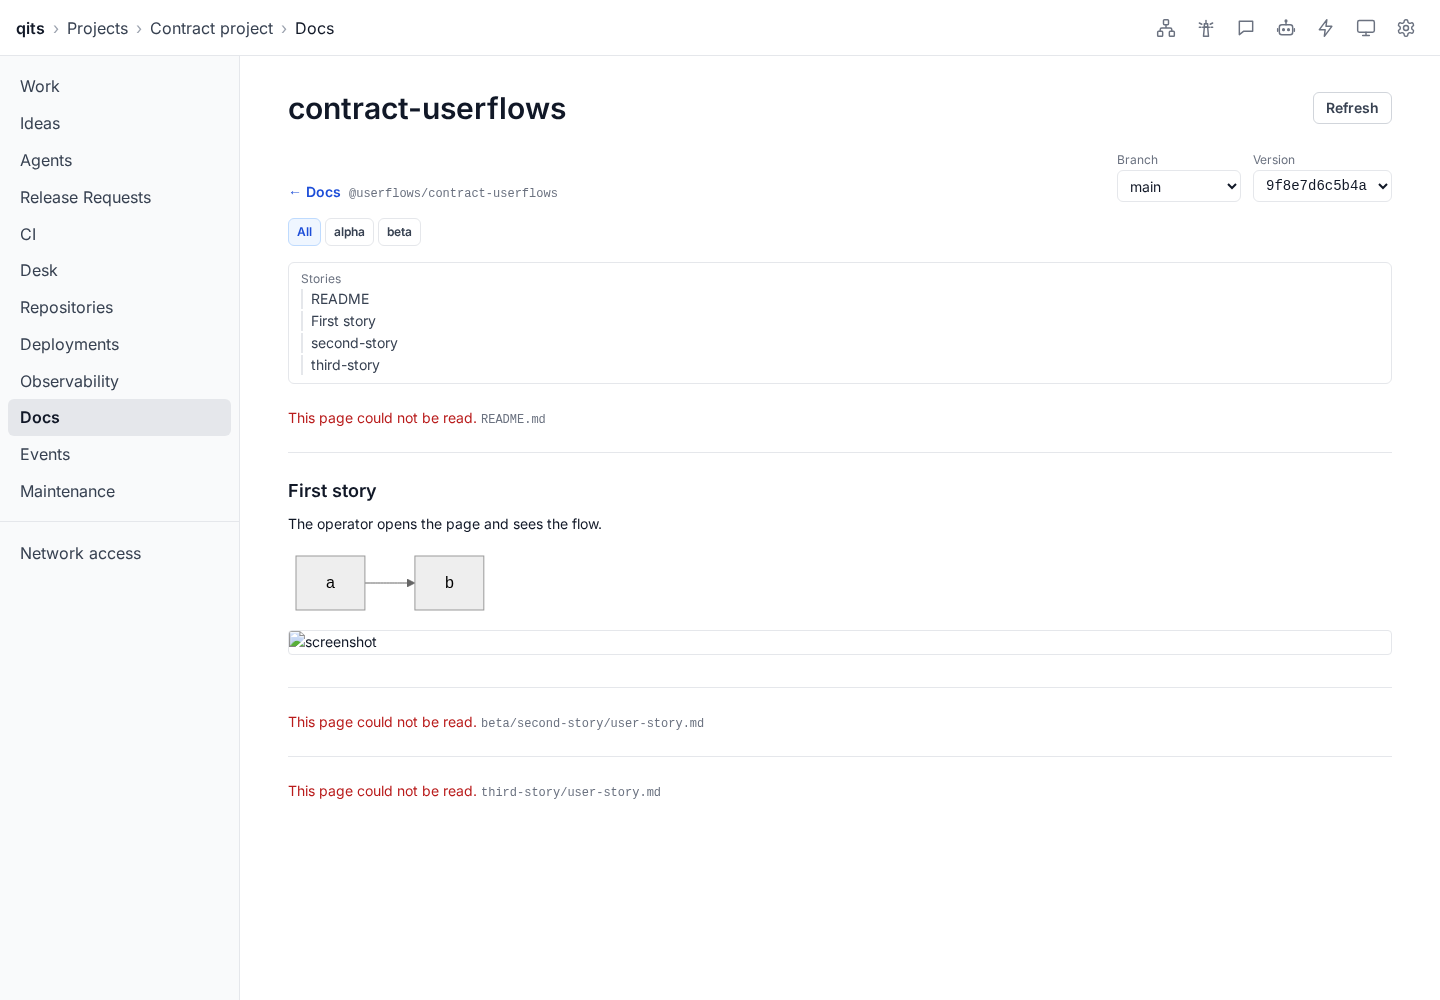 qits › Projects › Contract project › Docs
Work
Ideas
Agents
Release Requests
CI
Desk
Repositories
Deployments
Observability
Docs
Events
Maintenance
Network access
contract-userflows
Refresh
Branch
Version
← Docs @userflows/contract-userflows
main
9f8e7d6c5b4a
All alpha beta
Stories
README
First story
second-story
third-story
This page could not be read. README.md
First story
The operator opens the page and sees the flow.
a b
screenshot
This page could not be read. beta/second-story/user-story.md
This page could not be read. third-story/user-story.md